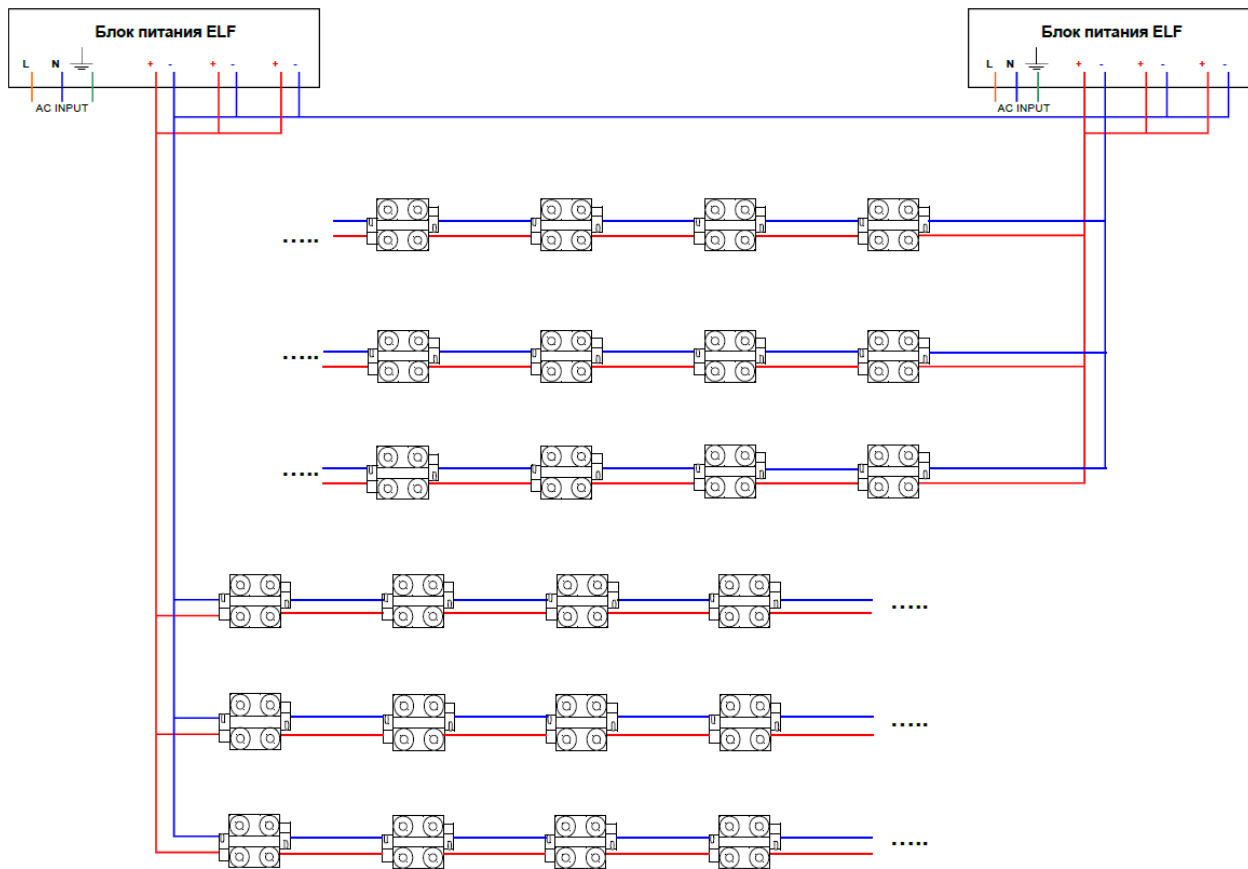 Блок питания ELF
Блок питания ELF
L N + - + - + -
L N + - + - + -
AC INPUT
AC INPUT
.....
.....
.....
.....
.....
.....